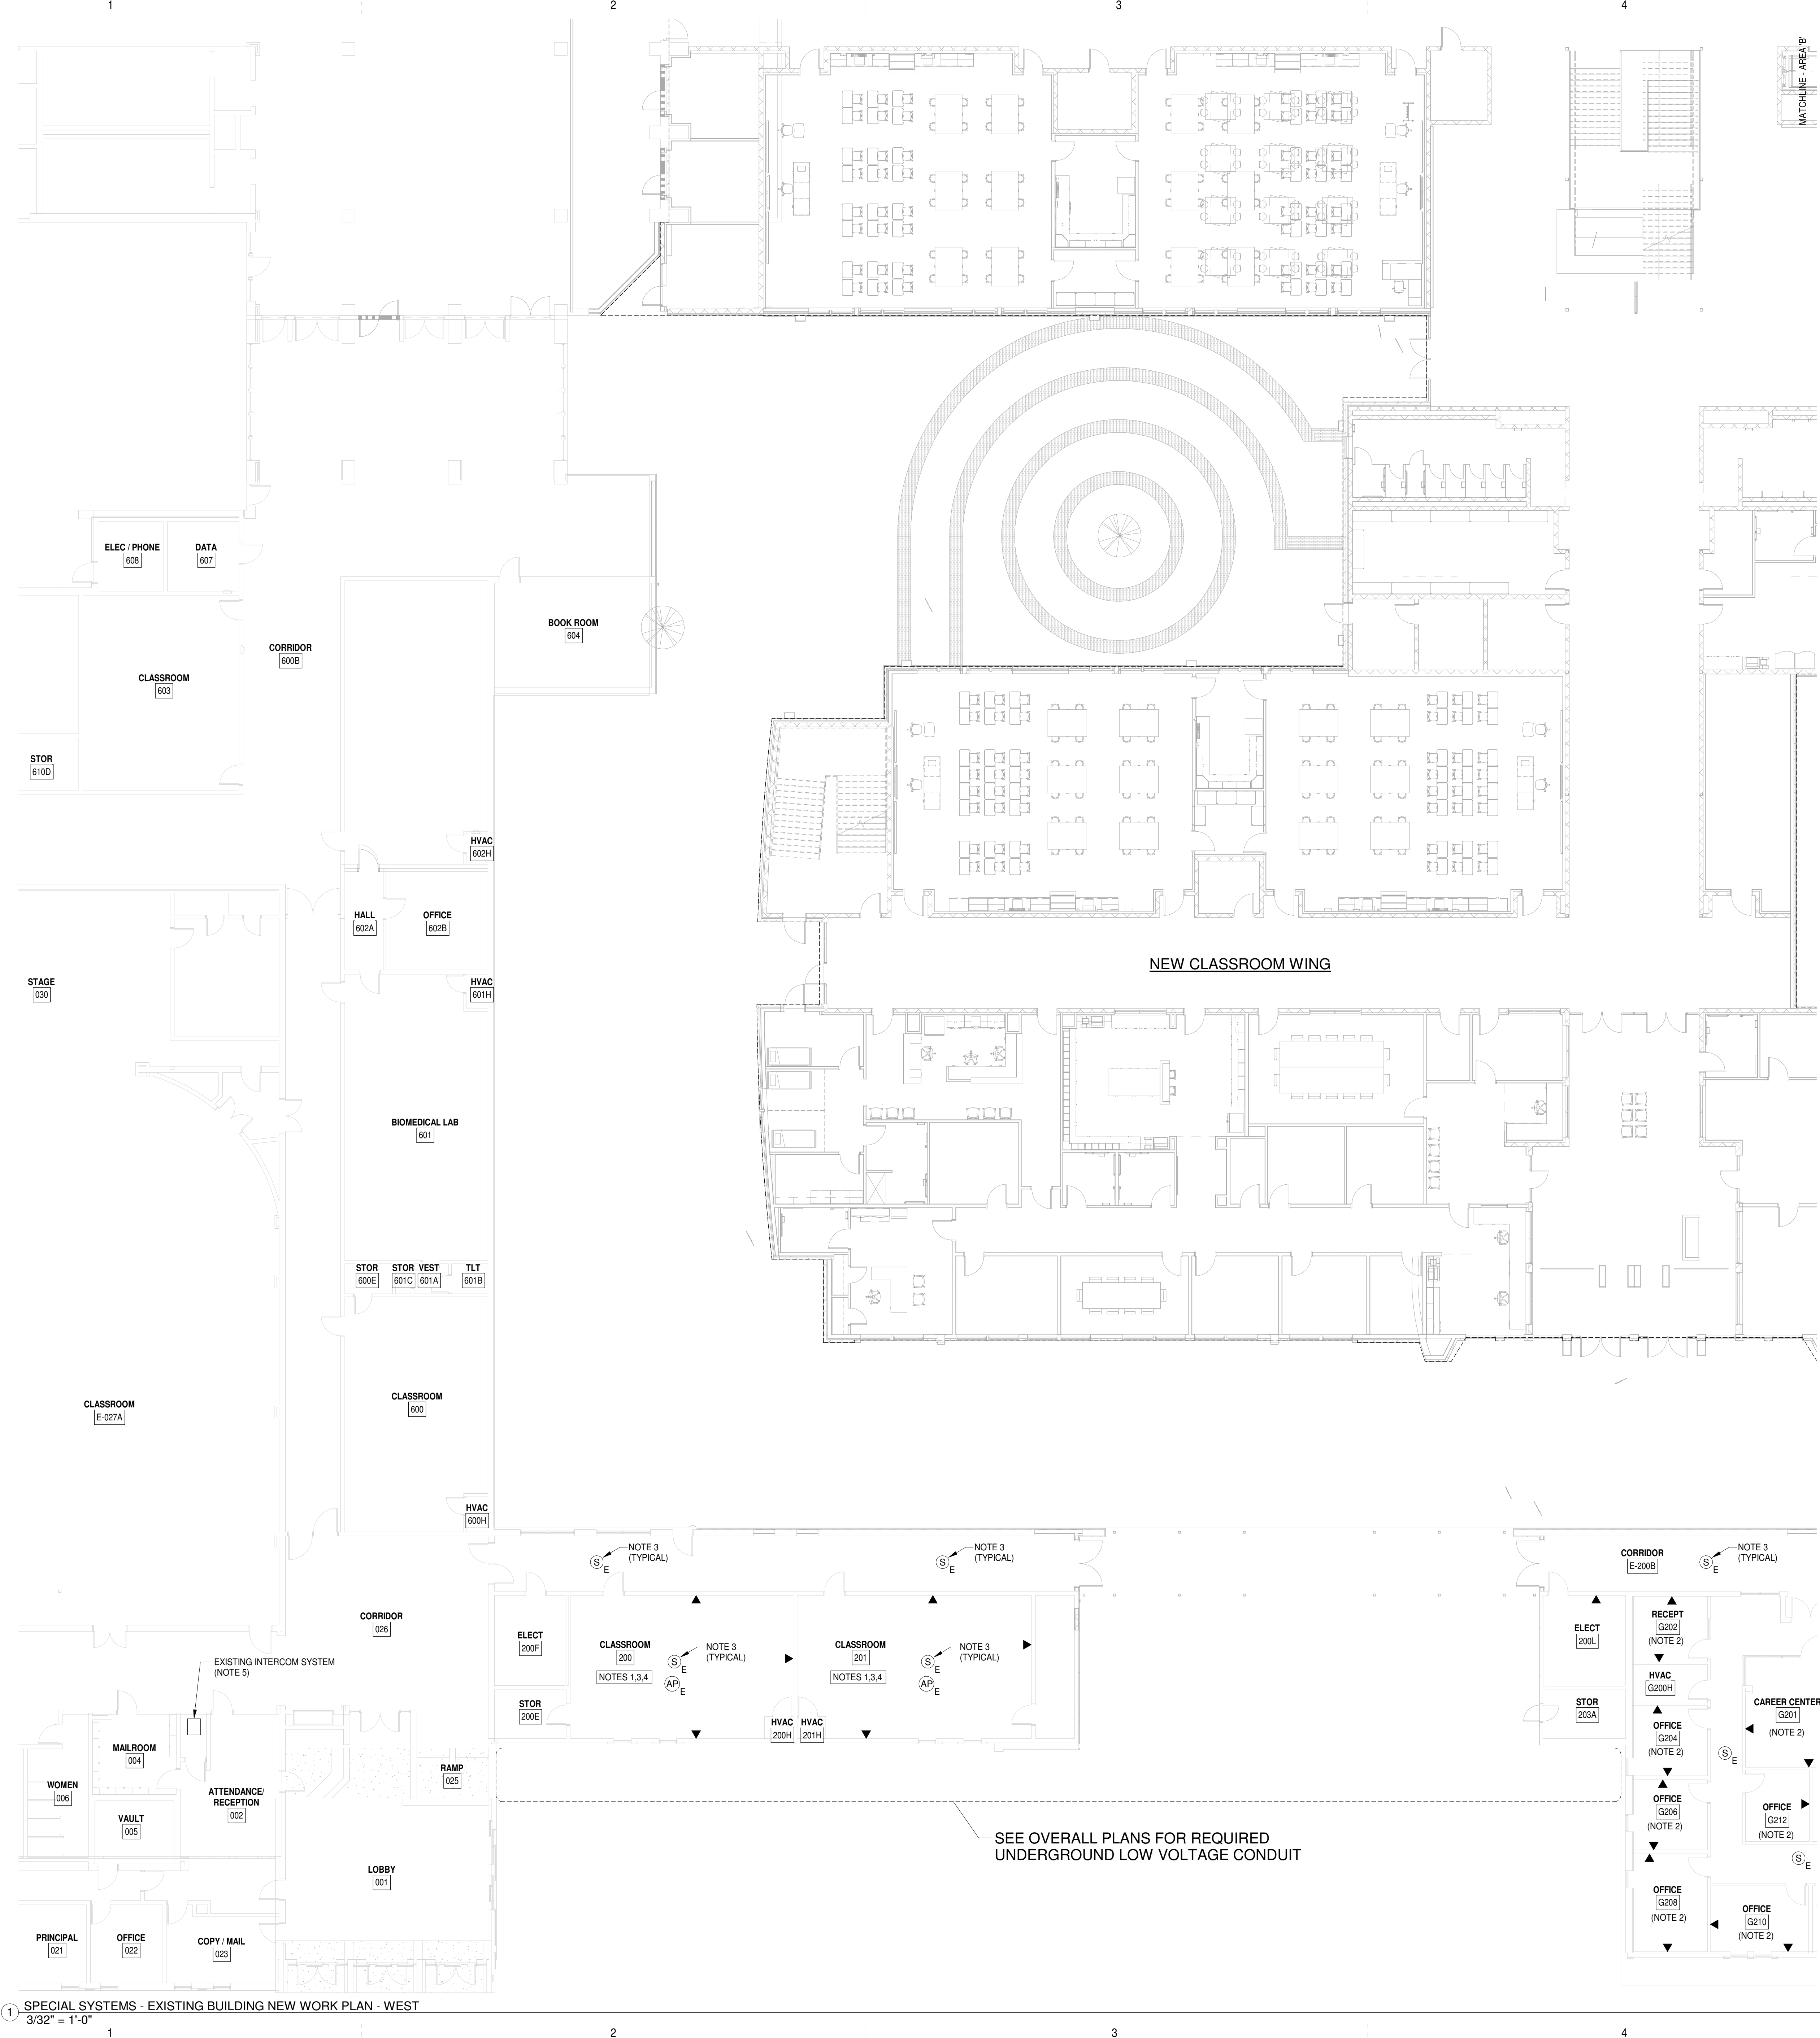 1
2
3
4
MATCHLINE - AREA 'B'
ELEC / PHONE
608
DATA
607
BOOK ROOM
604
CORRIDOR
600B
CLASSROOM
603
STOR
610D
HVAC
602H
HALL
602A
OFFICE
602B
NEW CLASSROOM WING
STAGE
030
HVAC
601H
BIOMEDICAL LAB
601
STOR
600E
STOR
601C
VEST
601A
TLT
601B
CLASSROOM
E-027A
CLASSROOM
600
HVAC
600H
NOTE 3
(TYPICAL)
S
E
NOTE 3
(TYPICAL)
S
E
CORRIDOR
E-200B
NOTE 3
(TYPICAL)
S
E
CORRIDOR
026
ELECT
200F
CLASSROOM
200
NOTES 1,3,4
NOTE 3
(TYPICAL)
S
E
AP
E
CLASSROOM
201
NOTES 1,3,4
NOTE 3
(TYPICAL)
S
E
AP
E
ELECT
200L
RECEPT
G202
(NOTE 2)
EXISTING INTERCOM SYSTEM
(NOTE 5)
HVAC
G200H
STOR
200E
HVAC
200H
HVAC
201H
STOR
203A
OFFICE
G204
(NOTE 2)
CAREER CENTER
G201
(NOTE 2)
S
E
MAILROOM
004
WOMEN
006
ATTENDANCE/
RECEPTION
002
RAMP
025
VAULT
005
OFFICE
G206
(NOTE 2)
OFFICE
G212
(NOTE 2)
SEE OVERALL PLANS FOR REQUIRED
UNDERGROUND LOW VOLTAGE CONDUIT
S
E
LOBBY
001
OFFICE
G208
(NOTE 2)
OFFICE
G210
(NOTE 2)
PRINCIPAL
021
OFFICE
022
COPY / MAIL
023
1
SPECIAL SYSTEMS - EXISTING BUILDING NEW WORK PLAN - WEST
3/32" = 1'-0"
1
2
3
4